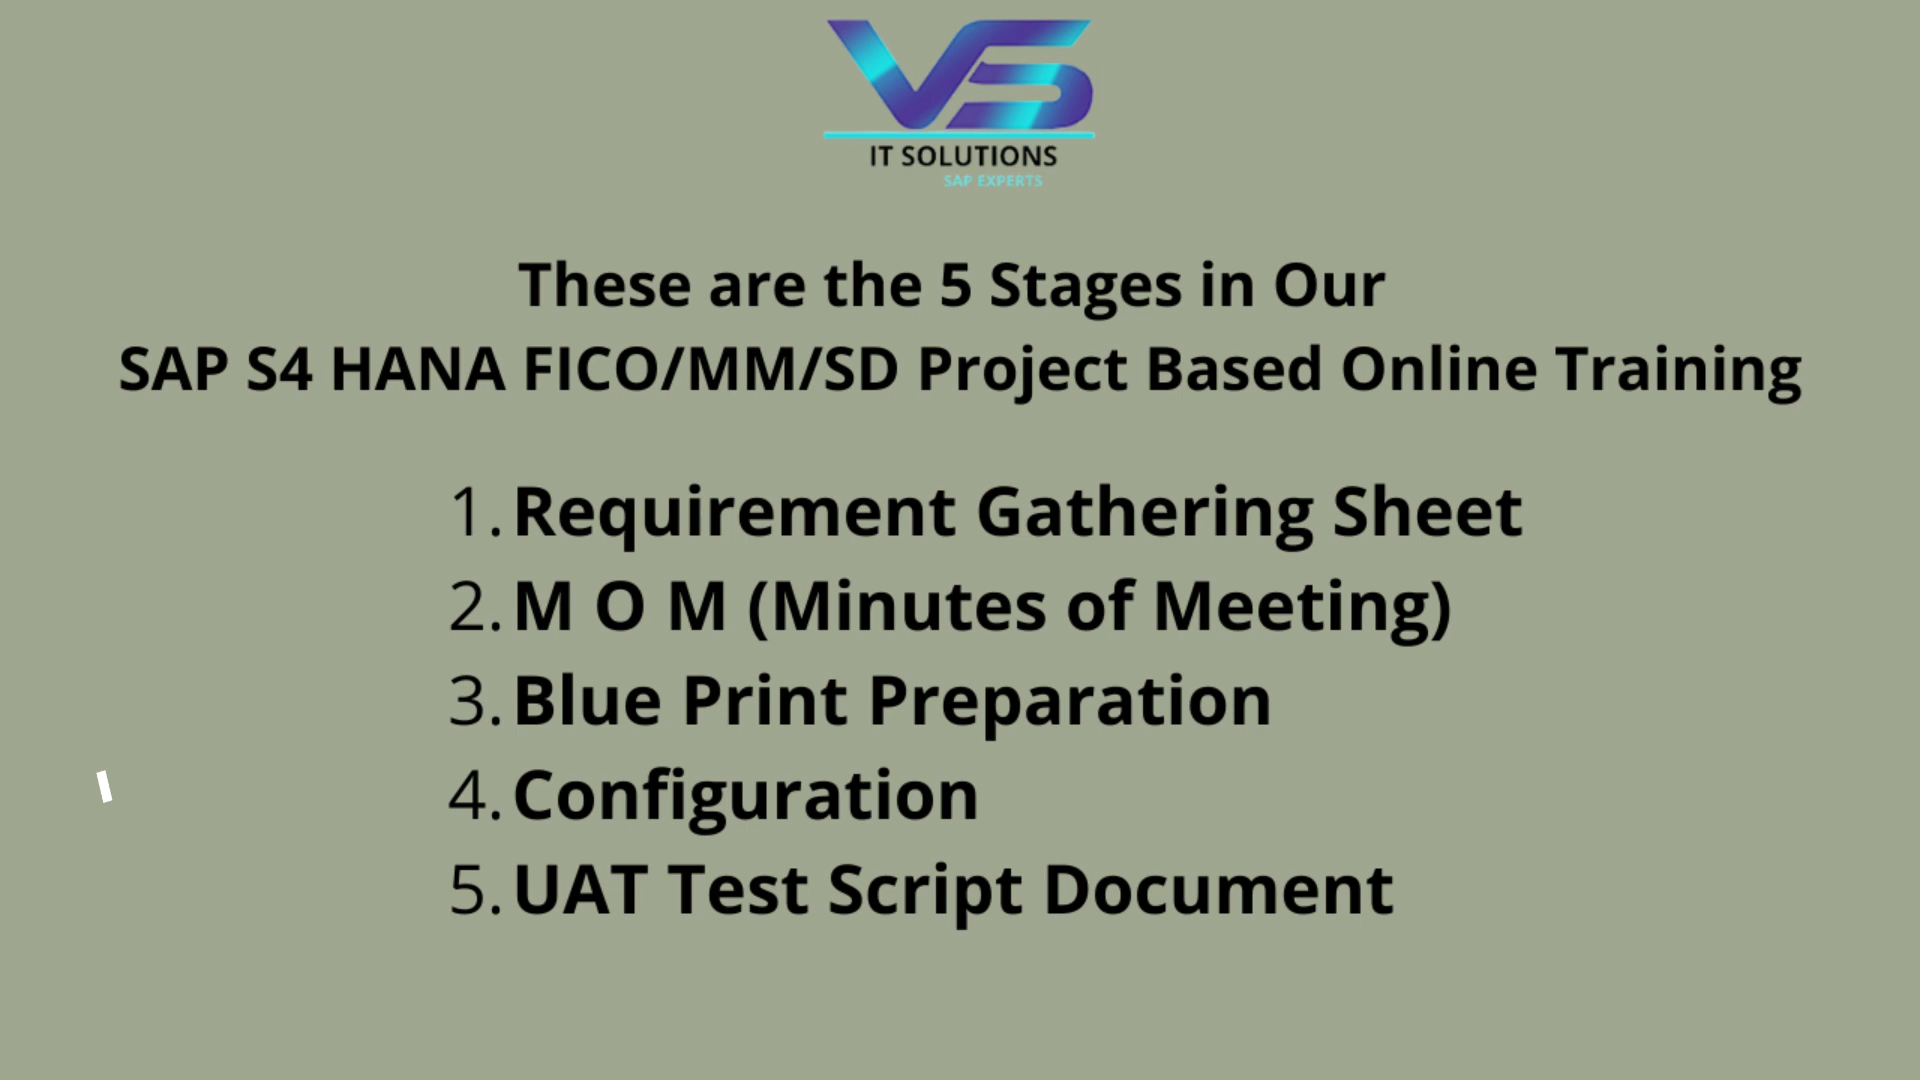 VS
IT SOLUTIONS
SAP EXPERTS
These are the 5 Stages in Our
SAP S4 HANA FICO/MM/SD Project Based Online Training
1. Requirement Gathering Sheet
2. M O M (Minutes of Meeting)
3. Blue Print Preparation
4. Configuration
5. UAT Test Script Document